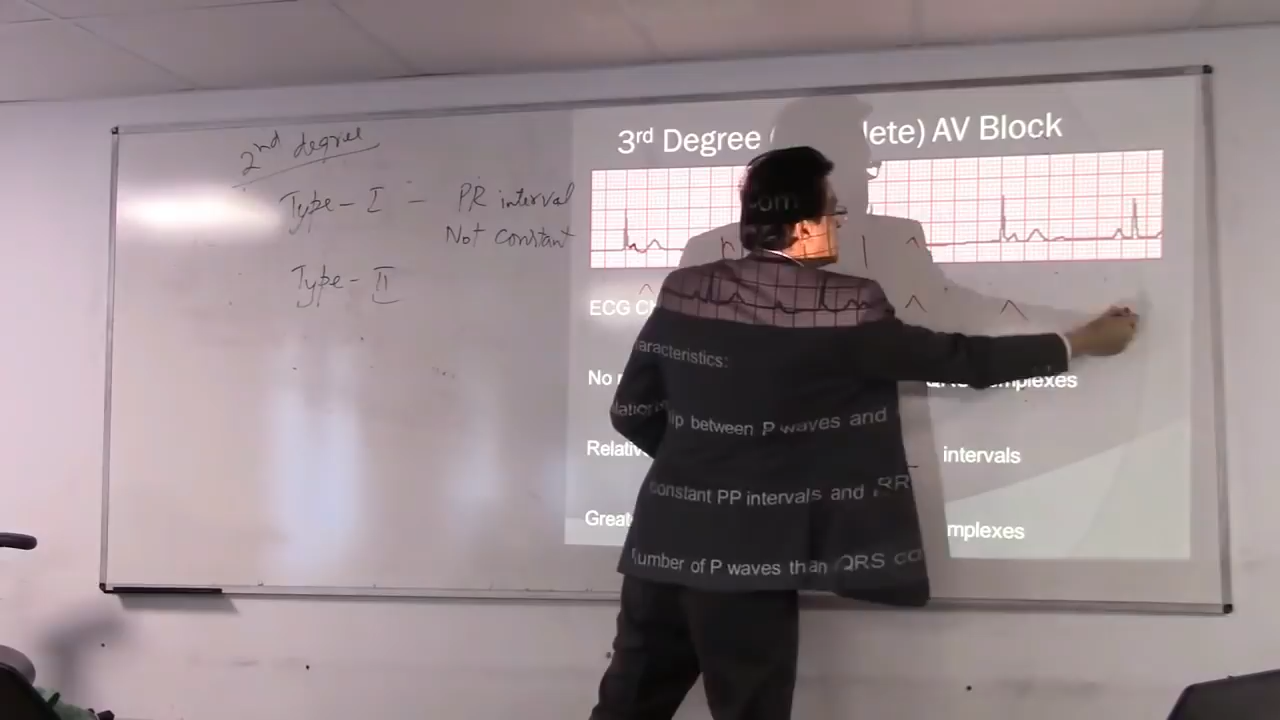 2nd degree
Type - I - PR interval
Not constant
Type - II
3rd Degree (Complete) AV Block
ECG Characteristics:
No relationship between P waves and QRS complexes
Relatively constant PP intervals and RR intervals
Greater number of P waves than QRS complexes